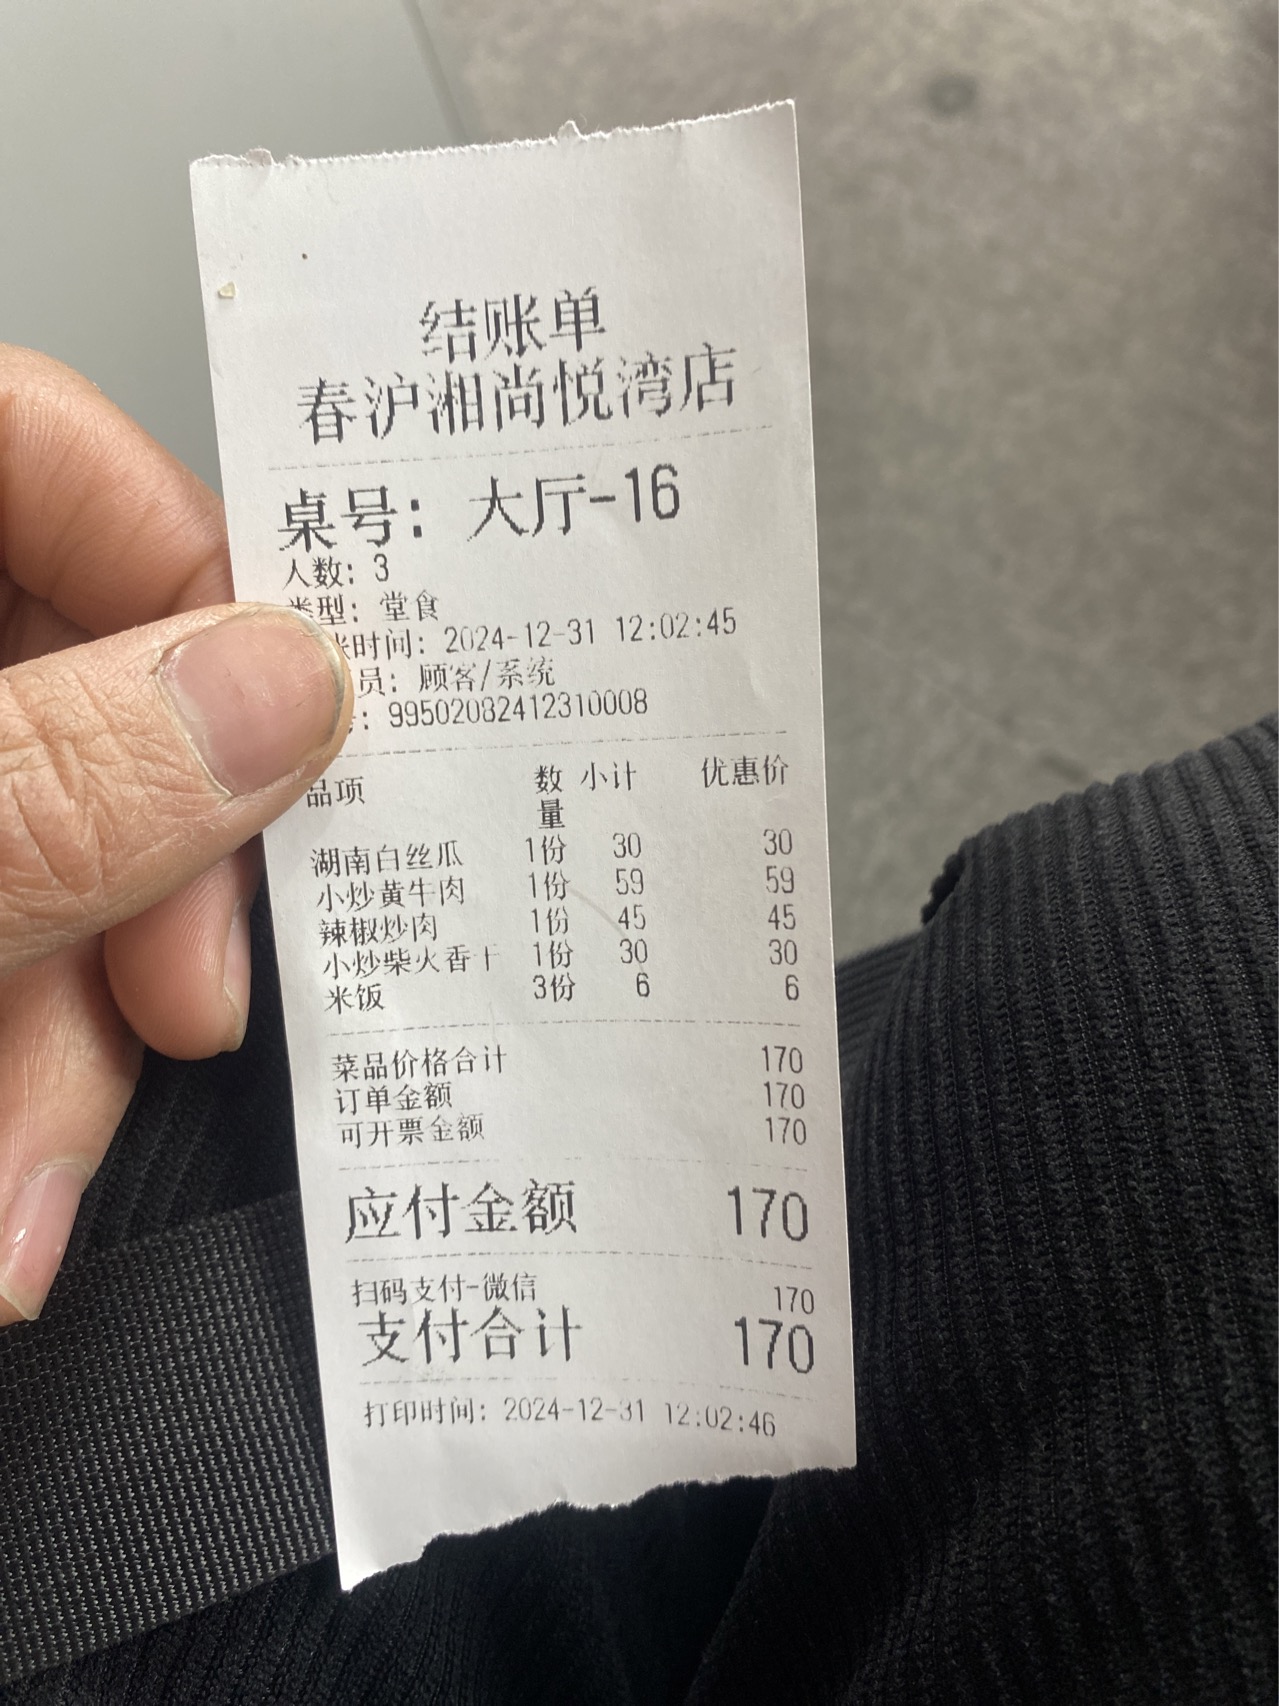 结账单
春沪湘尚悦湾店
桌号: 大厅-16
人数: 3
类型: 堂食
账时间: 2024-12-31 12:02:45
员: 顾客/系统
: 99502082412310008
品项 数量 小计 优惠价
湖南白丝瓜 1份 30 30
小炒黄牛肉 1份 59 59
辣椒炒肉 1份 45 45
小炒柴火香干 1份 30 30
米饭 3份 6 6
菜品价格合计 170
订单金额 170
可开票金额 170
应付金额 170
扫码支付-微信 170
支付合计 170
打印时间: 2024-12-31 12:02:46